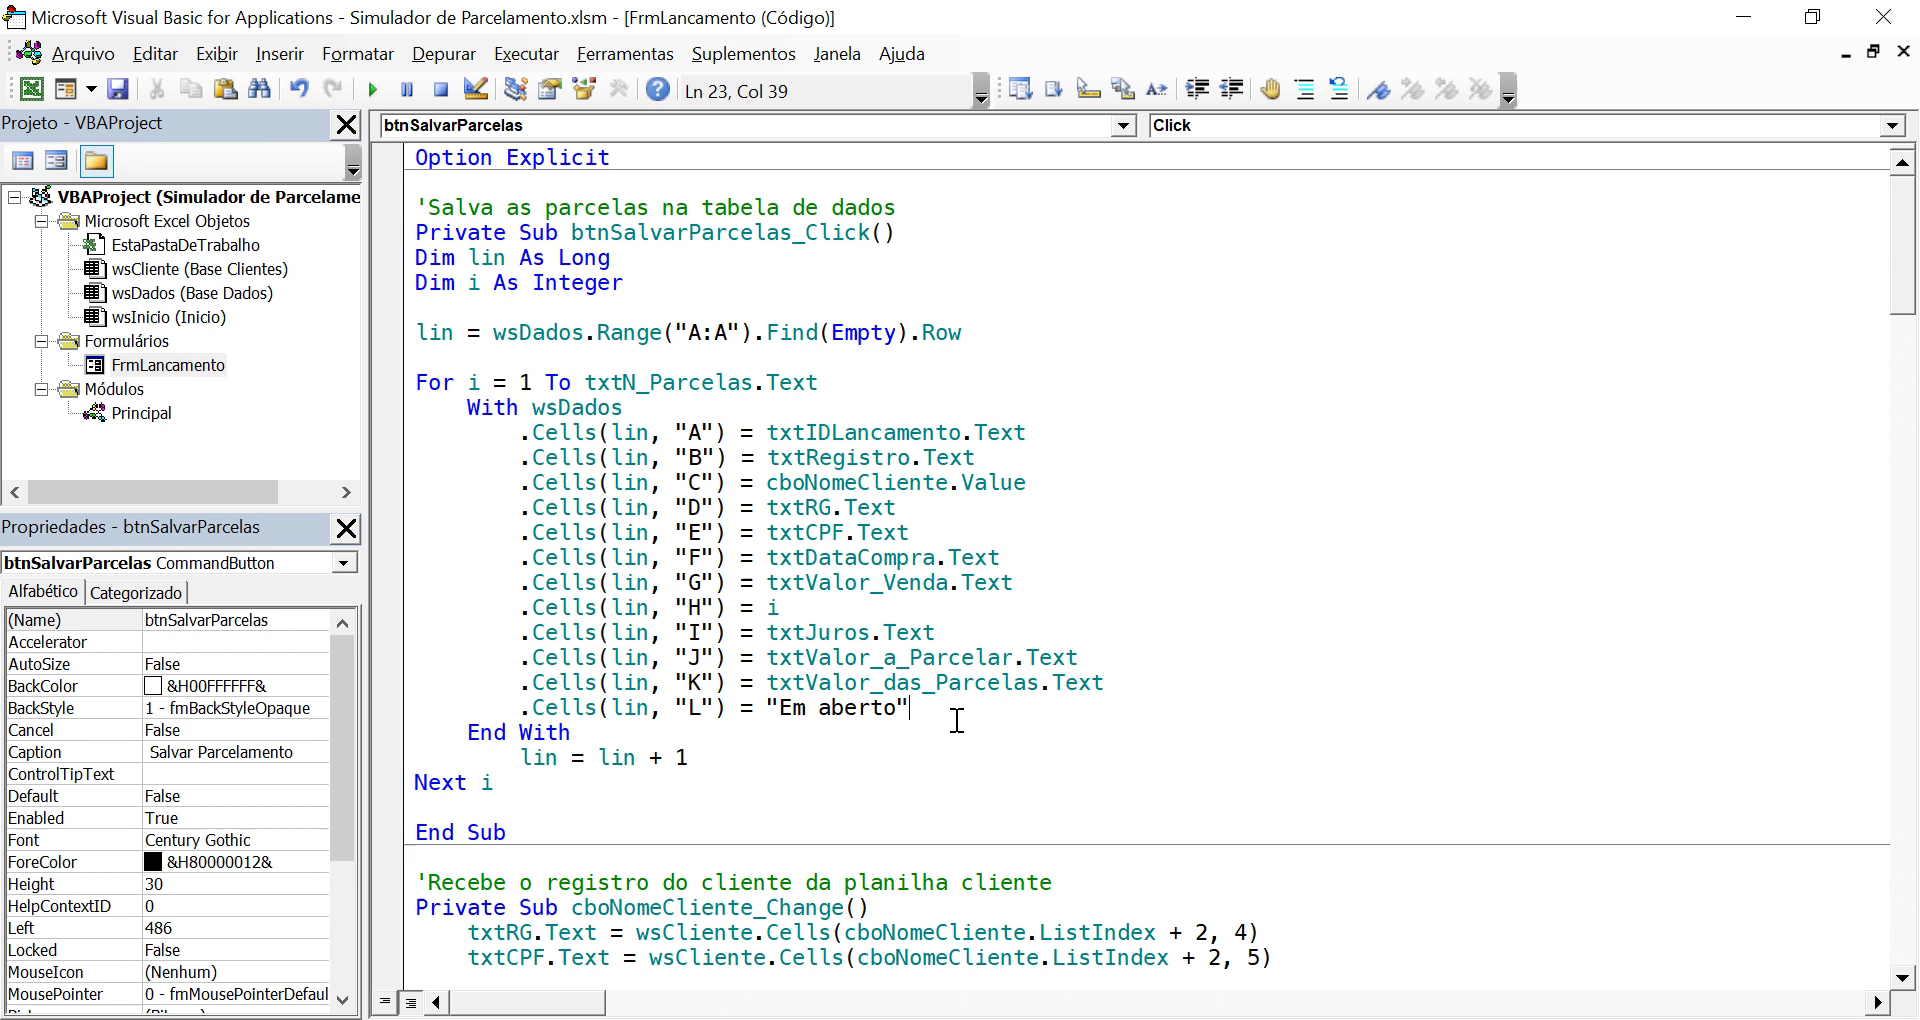 Microsoft Visual Basic for Applications - Simulador de Parcelamento.xlsm - [FrmLancamento (Código)]
Arquivo Editar Exibir Inserir Formatar Depurar Executar Ferramentas Suplementos Janela Ajuda
Ln 23, Col 39
Projeto - VBAProject
VBAProject (Simulador de Parcelame
Microsoft Excel Objetos
EstaPastaDeTrabalho
wsCliente (Base Clientes)
wsDados (Base Dados)
wsInicio (Inicio)
Formulários
FrmLancamento
Módulos
Principal
Propriedades - btnSalvarParcelas
btnSalvarParcelas CommandButton
Alfabético Categorizado
(Name) btnSalvarParcelas
Accelerator
AutoSize False
BackColor &H00FFFFFF&
BackStyle 1 - fmBackStyleOpaque
Cancel False
Caption Salvar Parcelamento
ControlTipText
Default False
Enabled True
Font Century Gothic
ForeColor &H80000012&
Height 30
HelpContextID 0
Left 486
Locked False
MouseIcon (Nenhum)
MousePointer 0 - fmMousePointerDefaul
btnSalvarParcelas Click
Option Explicit
'Salva as parcelas na tabela de dados
Private Sub btnSalvarParcelas_Click()
Dim lin As Long
Dim i As Integer
lin = wsDados.Range("A:A").Find(Empty).Row
For i = 1 To txtN_Parcelas.Text
With wsDados
.Cells(lin, "A") = txtIDLancamento.Text
.Cells(lin, "B") = txtRegistro.Text
.Cells(lin, "C") = cboNomeCliente.Value
.Cells(lin, "D") = txtRG.Text
.Cells(lin, "E") = txtCPF.Text
.Cells(lin, "F") = txtDataCompra.Text
.Cells(lin, "G") = txtValor_Venda.Text
.Cells(lin, "H") = i
.Cells(lin, "I") = txtJuros.Text
.Cells(lin, "J") = txtValor_a_Parcelar.Text
.Cells(lin, "K") = txtValor_das_Parcelas.Text
.Cells(lin, "L") = "Em aberto"
End With
lin = lin + 1
Next i
End Sub
'Recebe o registro do cliente da planilha cliente
Private Sub cboNomeCliente_Change()
txtRG.Text = wsCliente.Cells(cboNomeCliente.ListIndex + 2, 4)
txtCPF.Text = wsCliente.Cells(cboNomeCliente.ListIndex + 2, 5)